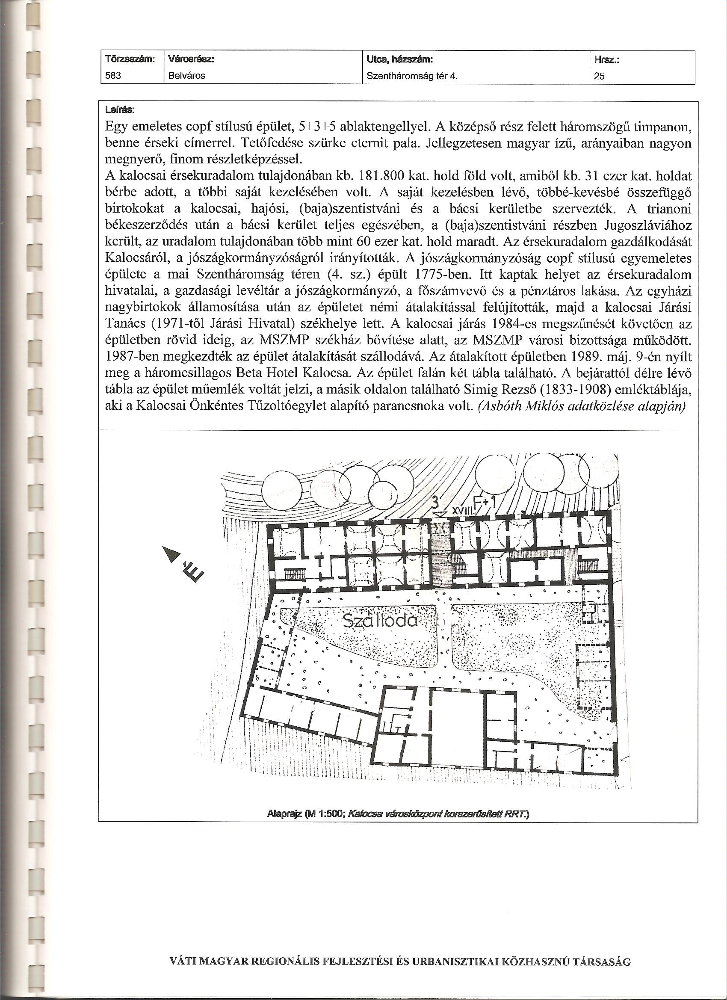 Törzsszám: Városrész: Utca, házszám: Hrsz.:
583 Belváros Szentháromság tér 4. 25
Leírás:
Egy emeletes copf stílusú épület, 5+3+5 ablaktengellyel. A középső rész felett háromszögű timpanon,
benne érseki címerrel. Tetőfedése szürke eternit pala. Jellegzetesen magyar ízű, arányaiban nagyon
megnyerő, finom részletképzéssel.
A kalocsai érsekuradalom tulajdonában kb. 181.800 kat. hold föld volt, amiből kb. 31 ezer kat. holdat
bérbe adott, a többi saját kezelésében volt. A saját kezelésben lévő, többé-kevésbé összefüggő
birtokokat a kalocsai, hajósi, (baja)szentistváni és a bácsi kerületbe szervezték. A trianoni
békeszerződés után a bácsi kerület teljes egészében, a (baja)szentistváni részben Jugoszláviához
került, az uradalom tulajdonában több mint 60 ezer kat. hold maradt. Az érsekuradalom gazdálkodását
Kalocsáról, a jószágkormányzóságról irányították. A jószágkormányzóság copf stílusú egyemeletes
épülete a mai Szentháromság téren (4. sz.) épült 1775-ben. Itt kaptak helyet az érsekuradalom
hivatalai, a gazdasági levéltár a jószágkormányzó, a főszámvevő és a pénztáros lakása. Az egyházi
nagybirtokok államosítása után az épületet némi átalakítással felújították, majd a kalocsai Járási
Tanács (1971-től Járási Hivatal) székhelye lett. A kalocsai járás 1984-es megszűnését követően az
épületben rövid ideig, az MSZMP székház bővítése alatt, az MSZMP városi bizottsága működött.
1987-ben megkezdték az épület átalakítását szállodává. Az átalakított épületben 1989. máj. 9-én nyílt
meg a háromcsillagos Beta Hotel Kalocsa. Az épület falán két tábla található. A bejárattól délre lévő
tábla az épület műemlék voltát jelzi, a másik oldalon található Simig Rezső (1833-1908) emléktáblája,
aki a Kalocsai Önkéntes Tűzoltóegylet alapító parancsnoka volt. (Asbóth Miklós adatközlése alapján)
3 XVIII. F+1
É
Szálloda
Alaprajz (M 1:500; Kalocsa városközpont korszerűsített RRT.)
VÁTI MAGYAR REGIONÁLIS FEJLESZTÉSI ÉS URBANISZTIKAI KÖZHASZNÚ TÁRSASÁG